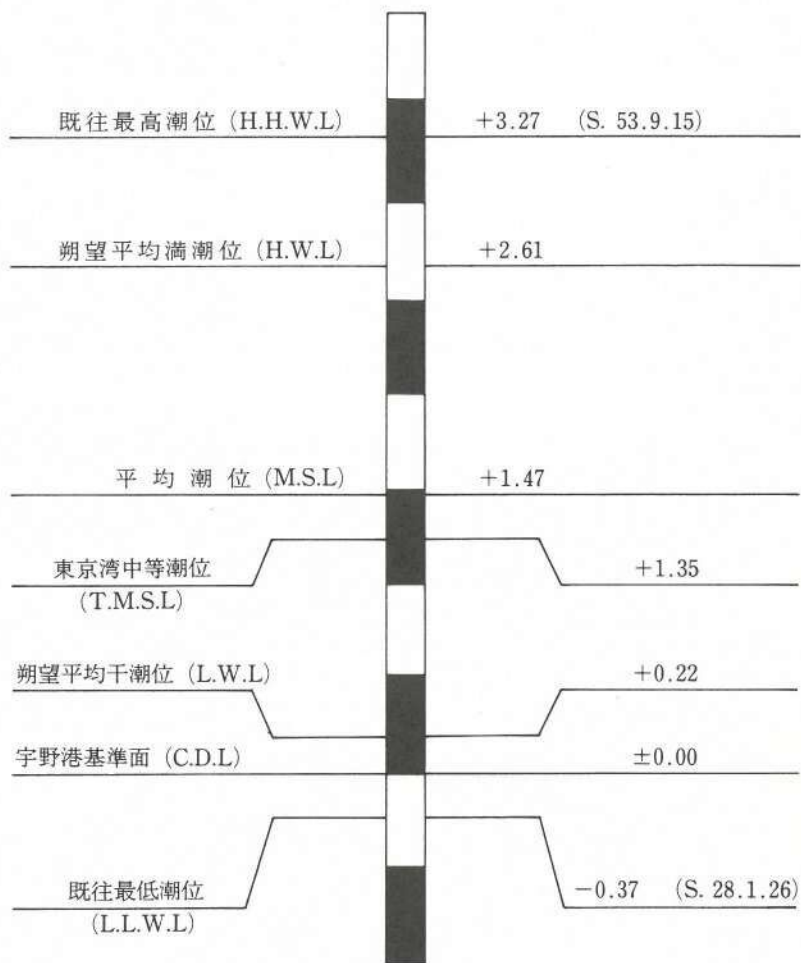 既往最高潮位 (H.H.W.L) +3.27 (S. 53.9.15)
朔望平均満潮位 (H.W.L) +2.61
平均潮位 (M.S.L) +1.47
東京湾中等潮位 +1.35
(T.M.S.L)
朔望平均干潮位 (L.W.L) +0.22
宇野港基準面 (C.D.L) ±0.00
既往最低潮位 −0.37 (S. 28.1.26)
(L.L.W.L)